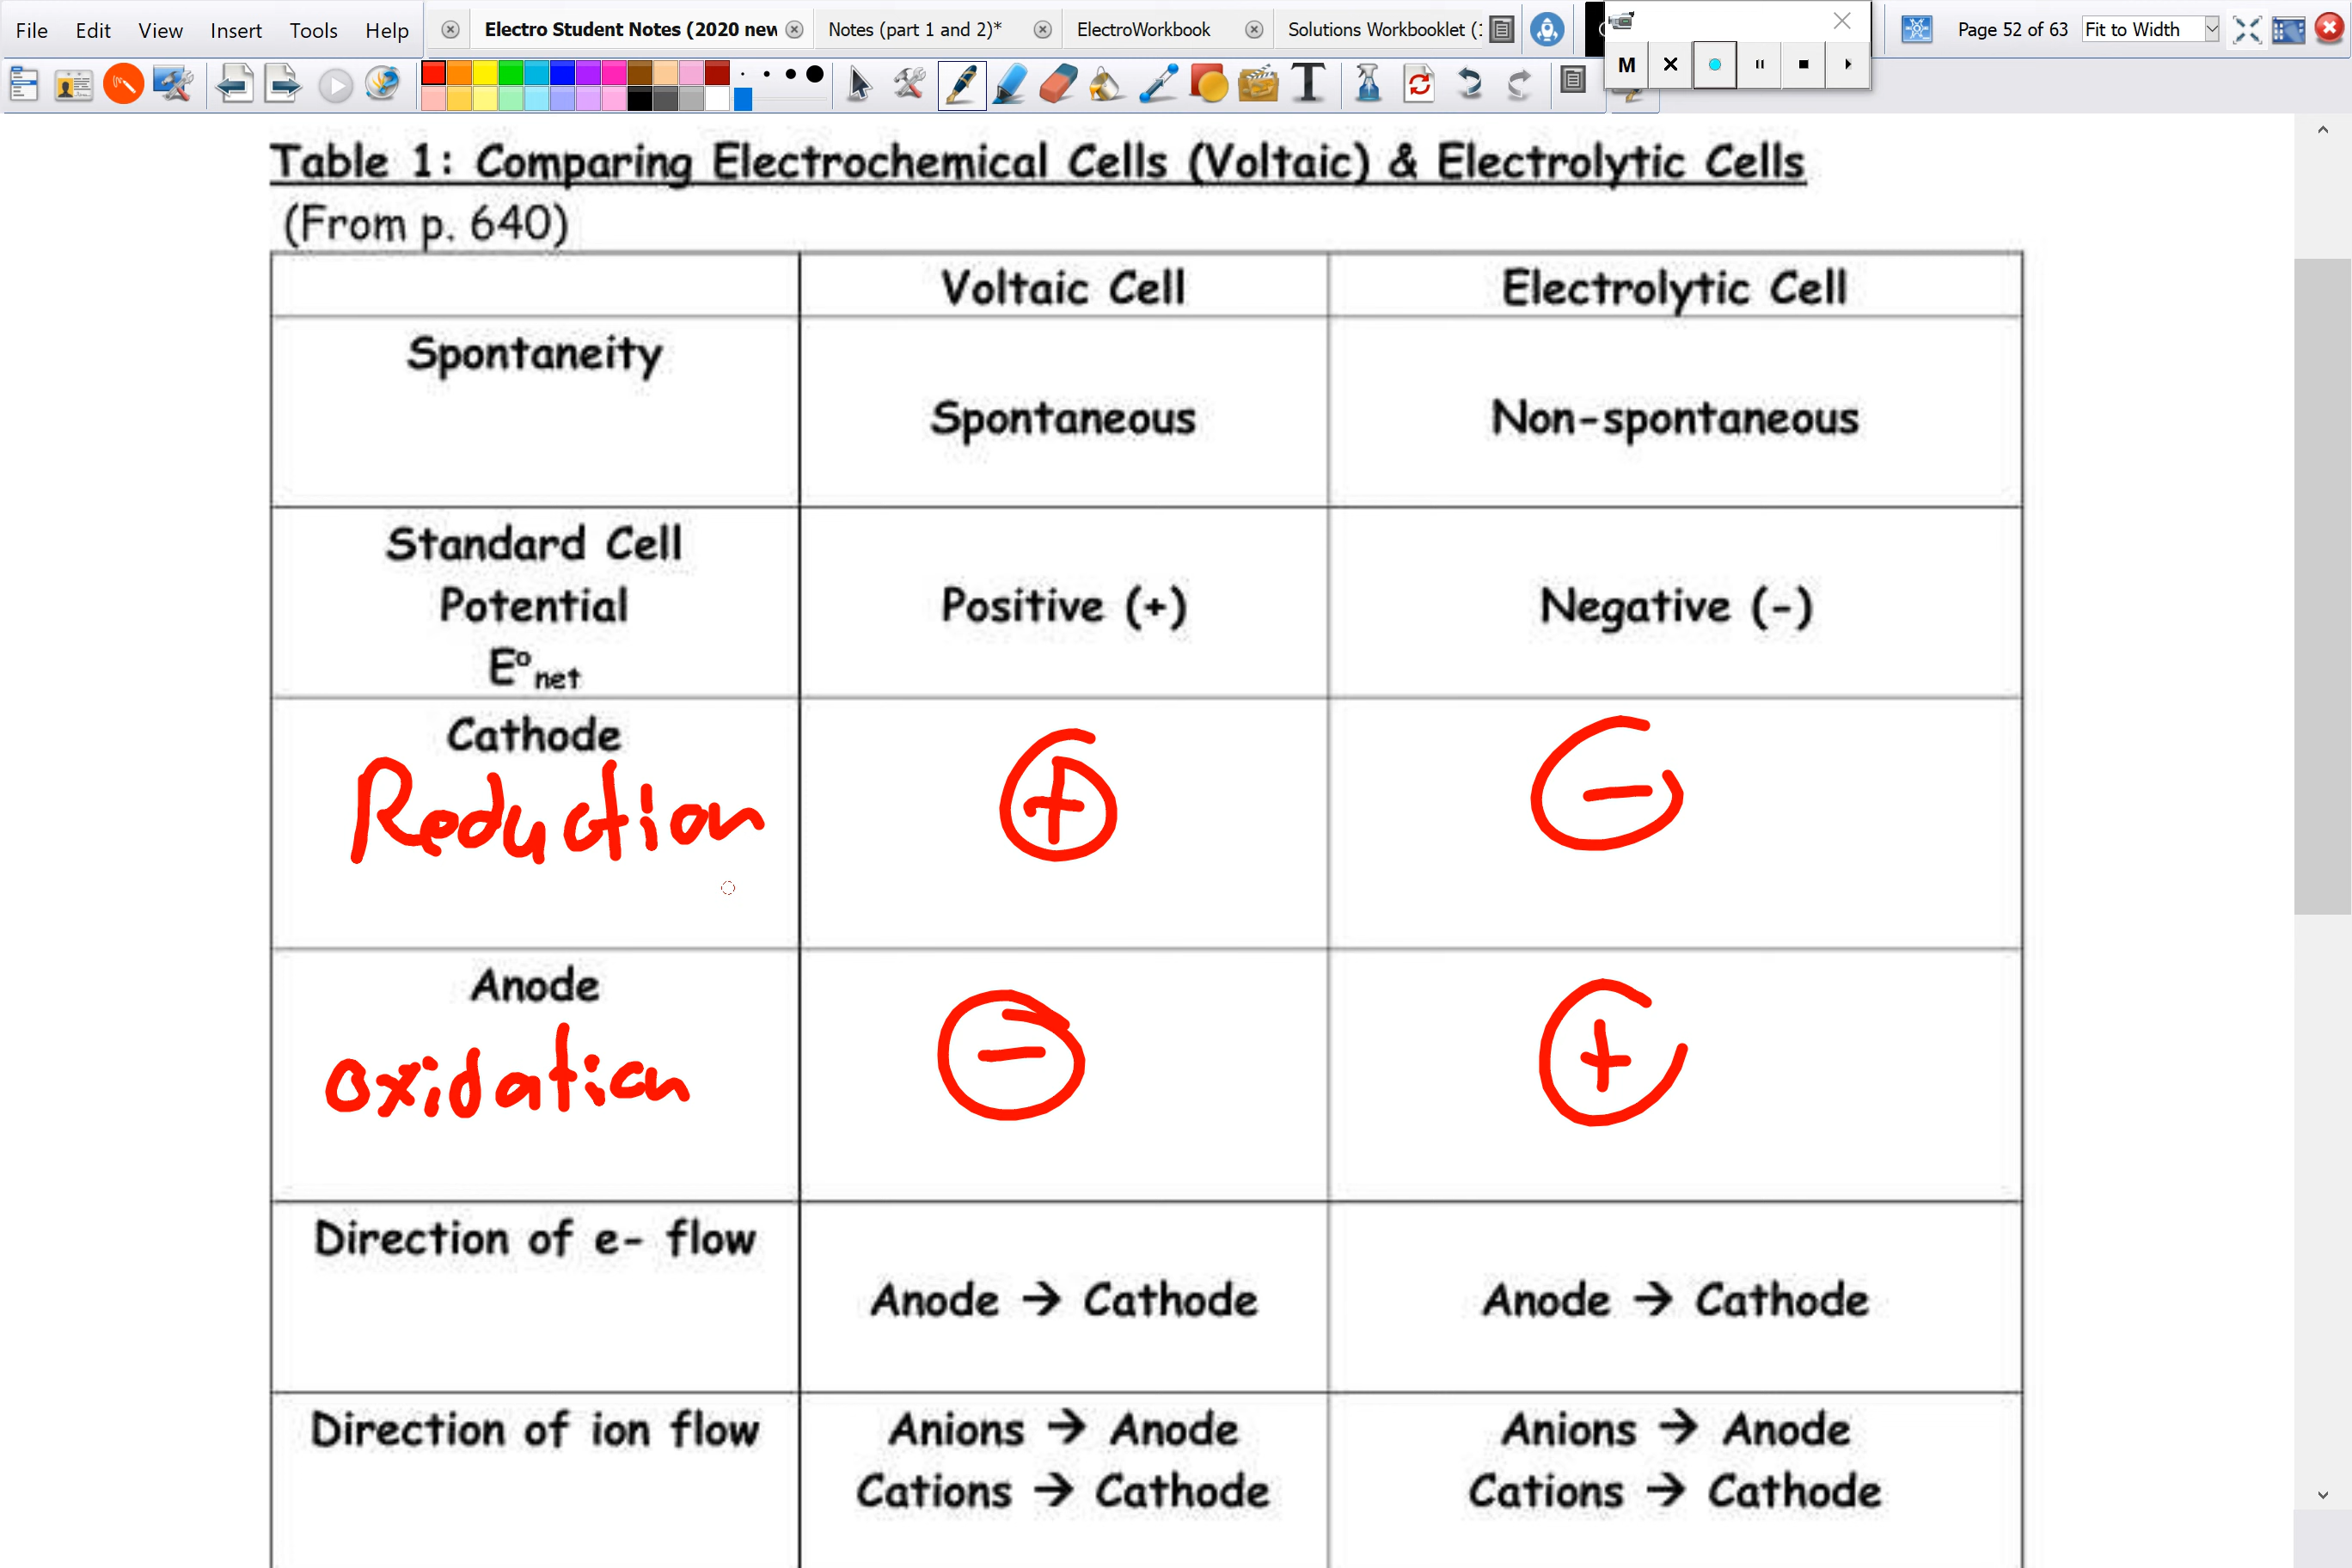 File Edit View Insert Tools Help
Electro Student Notes (2020 new
Notes (part 1 and 2)*
ElectroWorkbook
Solutions Workbooklet (1
Page 52 of 63
Fit to Width
M
T
Table 1: Comparing Electrochemical Cells (Voltaic) & Electrolytic Cells
(From p. 640)
Voltaic Cell
Electrolytic Cell
Spontaneity
Spontaneous
Non-spontaneous
Standard Cell
Potential
E°net
Positive (+)
Negative (-)
Cathode
Reduction
+
-
Anode
oxidation
-
+
Direction of e- flow
Anode → Cathode
Anode → Cathode
Direction of ion flow
Anions → Anode
Cations → Cathode
Anions → Anode
Cations → Cathode